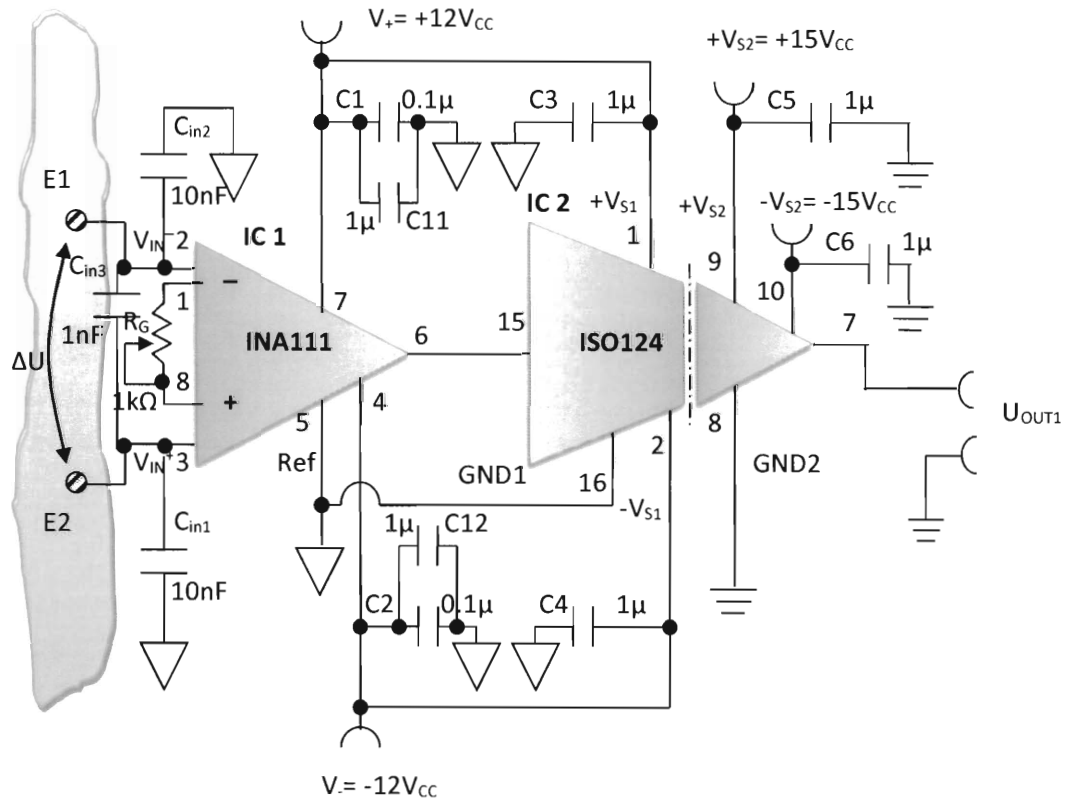 V+= +12VCC
+VS2= +15VCC
C1
0.1µ
C3
1µ
C5
1µ
Cin2
10nF
E1
1µ
C11
IC 2
+VS1
+VS2
-VS2= -15VCC
C6
1µ
VIN-
2
IC 1
1
9
10
Cin3
1
−
7
1nF
RG
INA111
6
15
ISO124
7
ΔU
8
1kΩ
+
4
5
2
8
UOUT1
VIN+
3
Ref
GND1
16
GND2
E2
-VS1
Cin1
1µ
C12
10nF
C2
0.1µ
C4
1µ
V-= -12VCC